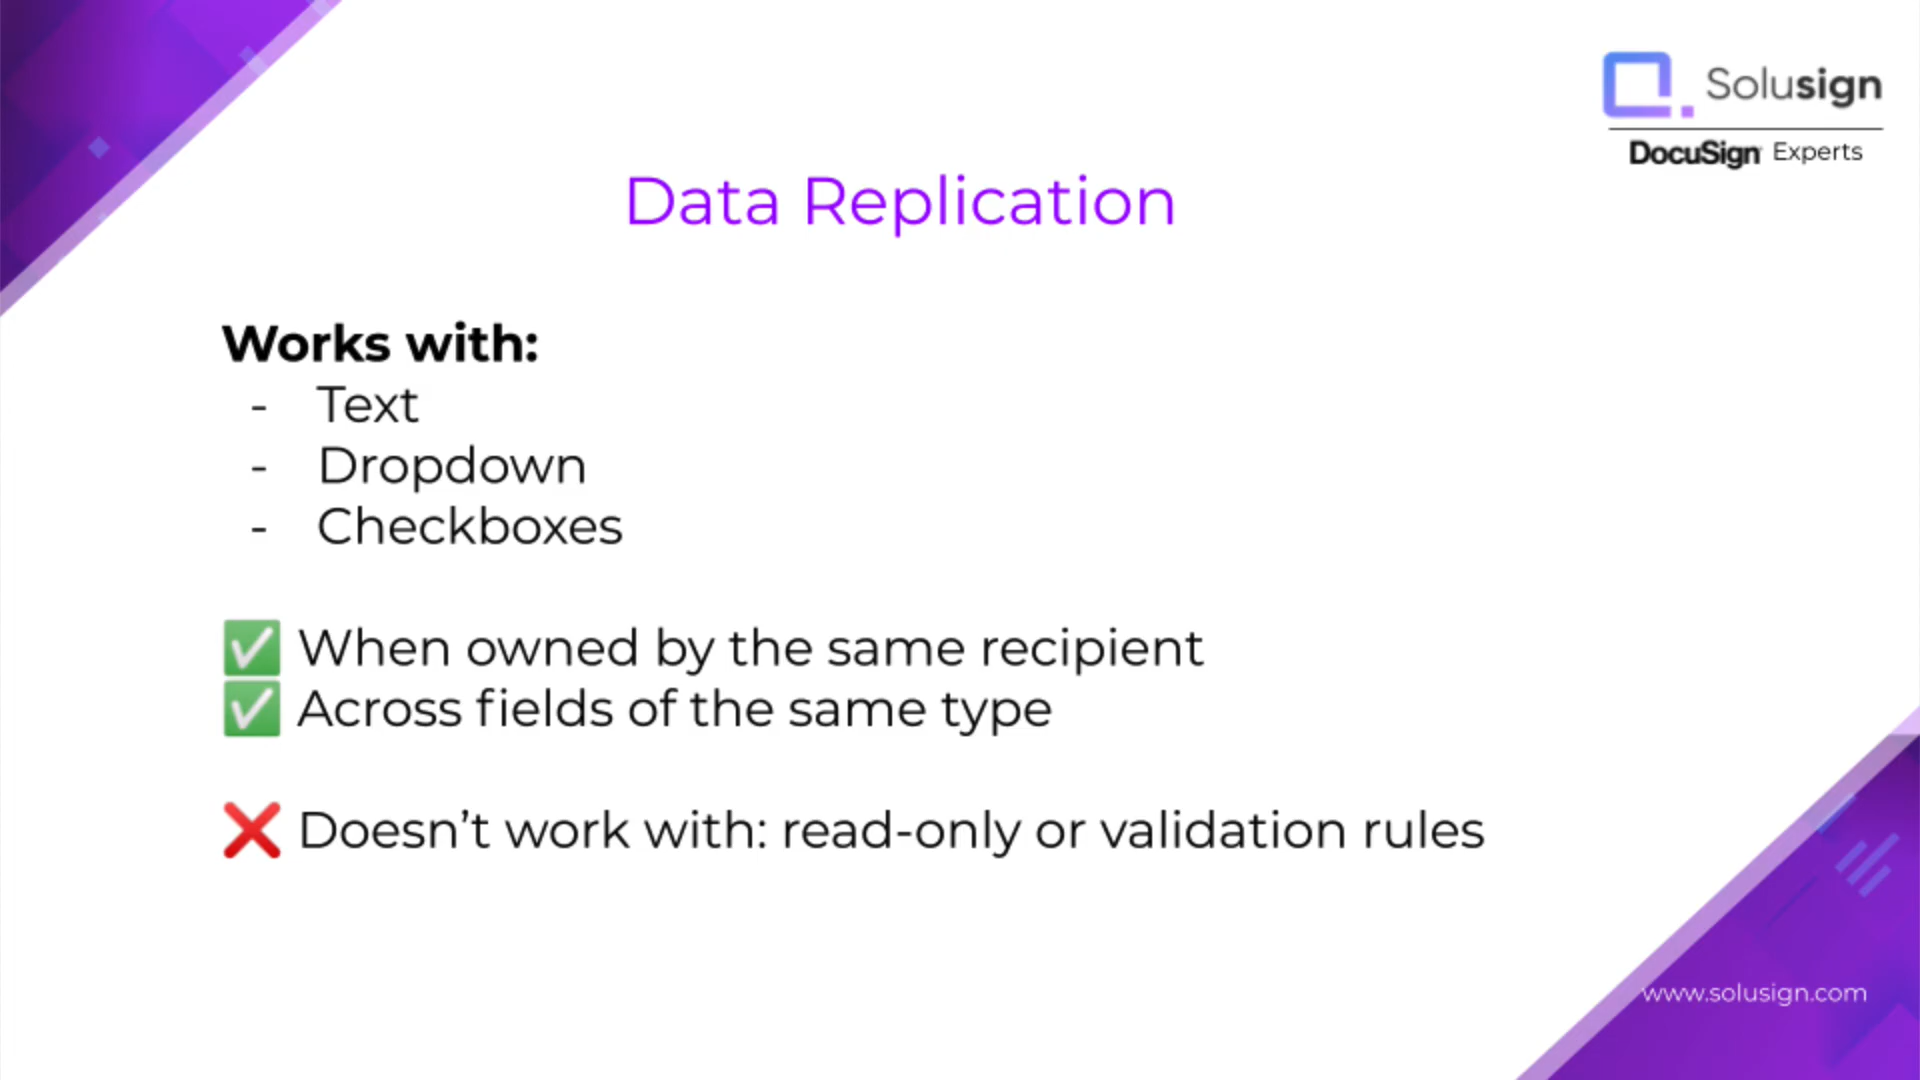 Solusign
DocuSign Experts
Data Replication
Works with:
- Text
- Dropdown
- Checkboxes
✅ When owned by the same recipient
✅ Across fields of the same type
❌ Doesn’t work with: read-only or validation rules
www.solusign.com